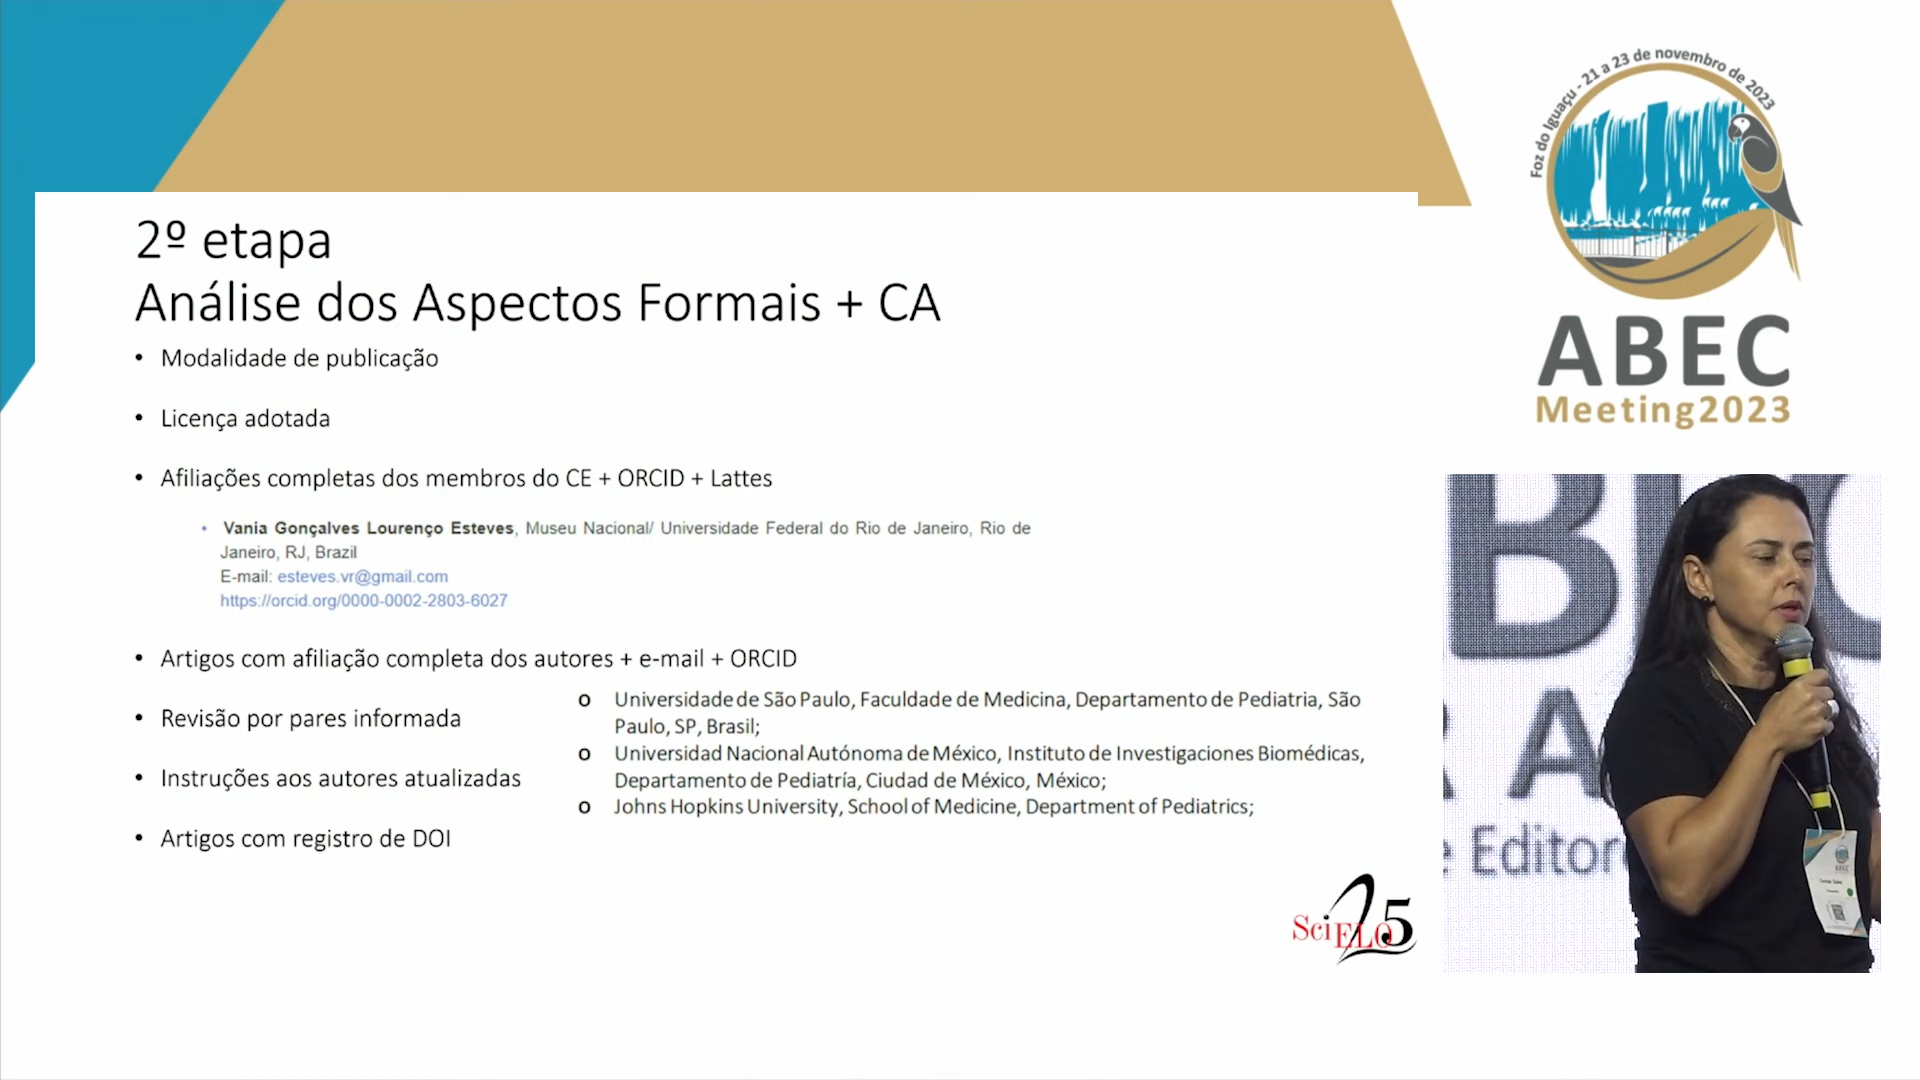 Foz do Iguaçu - 21 a 23 de novembro de 2023
ABEC
Meeting2023
2º etapa
Análise dos Aspectos Formais + CA
• Modalidade de publicação
• Licença adotada
• Afiliações completas dos membros do CE + ORCID + Lattes
• Vania Gonçalves Lourenço Esteves, Museu Nacional/ Universidade Federal do Rio de Janeiro, Rio de
Janeiro, RJ, Brazil
E-mail: esteves.vr@gmail.com
https://orcid.org/0000-0002-2803-6027
• Artigos com afiliação completa dos autores + e-mail + ORCID
• Revisão por pares informada
• Instruções aos autores atualizadas
• Artigos com registro de DOI
o Universidade de São Paulo, Faculdade de Medicina, Departamento de Pediatria, São
Paulo, SP, Brasil;
o Universidad Nacional Autónoma de México, Instituto de Investigaciones Biomédicas,
Departamento de Pediatría, Ciudad de México, México;
o Johns Hopkins University, School of Medicine, Department of Pediatrics;
SciELO 25
Editor
ABEC